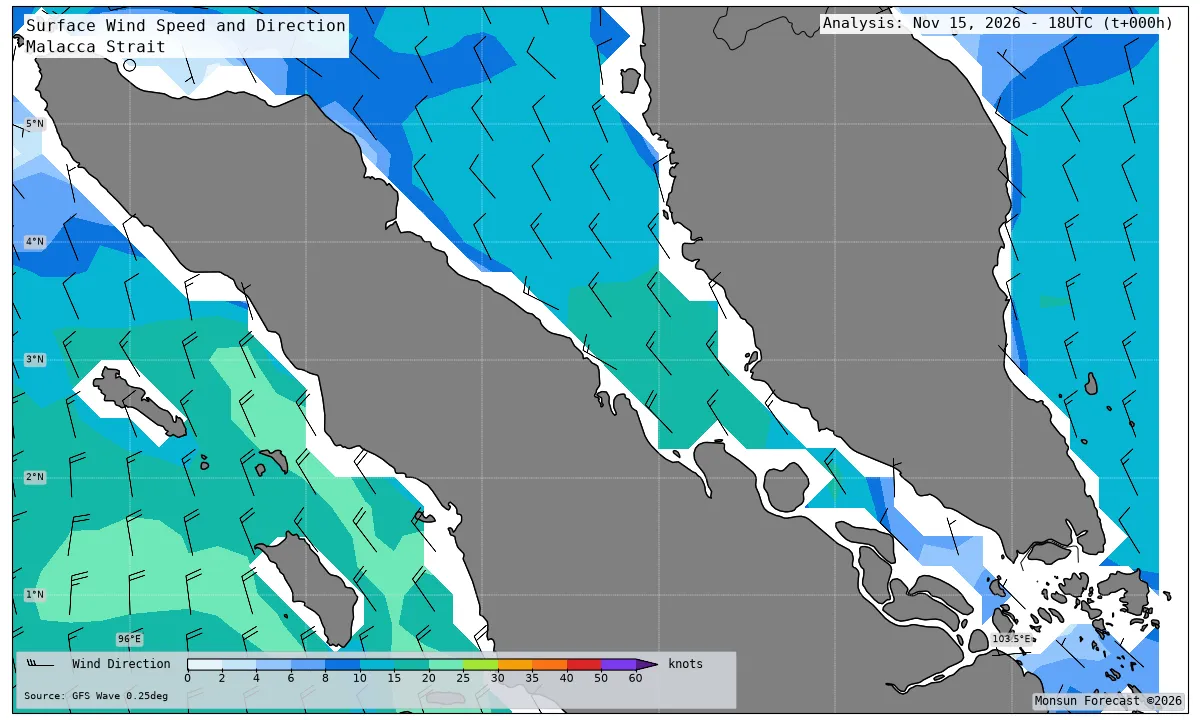 Surface Wind Speed and Direction
Malacca Strait
Analysis: Nov 15, 2026 - 18UTC (t+000h)
5°N
4°N
3°N
2°N
1°N
96°E
103.5°E
Wind Direction
knots
0 2 4 6 8 10 15 20 25 30 35 40 50 60
Source: GFS Wave 0.25deg
Monsun Forecast ©2026